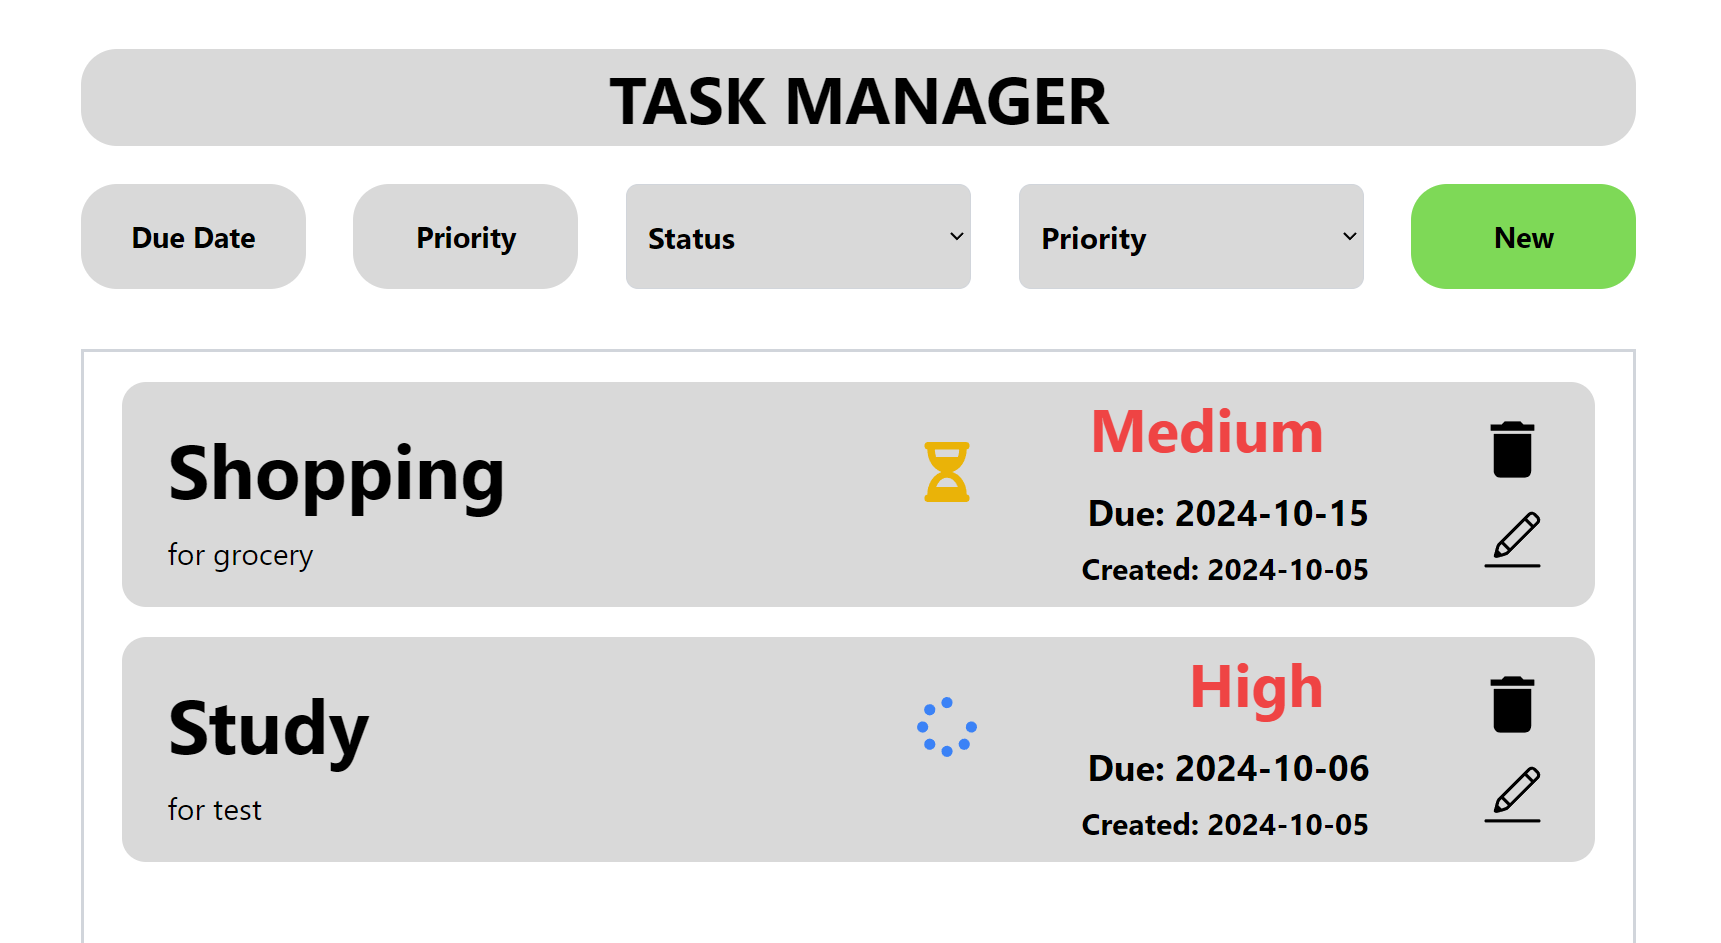 TASK MANAGER
Due Date
Priority
Status
Priority
New
Shopping
for grocery
Medium
Due: 2024-10-15
Created: 2024-10-05
Study
for test
High
Due: 2024-10-06
Created: 2024-10-05